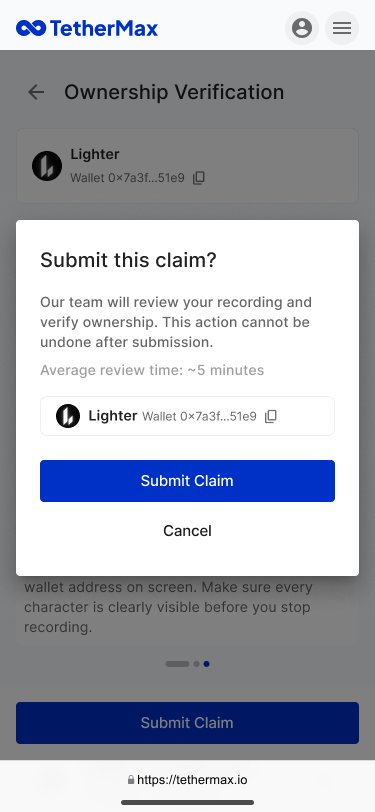 TetherMax
Ownership Verification
Lighter
Wallet 0×7a3f...51e9
Submit this claim?
Our team will review your recording and
verify ownership. This action cannot be
undone after submission.
Average review time: ~5 minutes
Lighter Wallet 0×7a3f...51e9
Submit Claim
Cancel
wallet address on screen. Make sure every
character is clearly visible before you stop
recording.
Submit Claim
https://tethermax.io